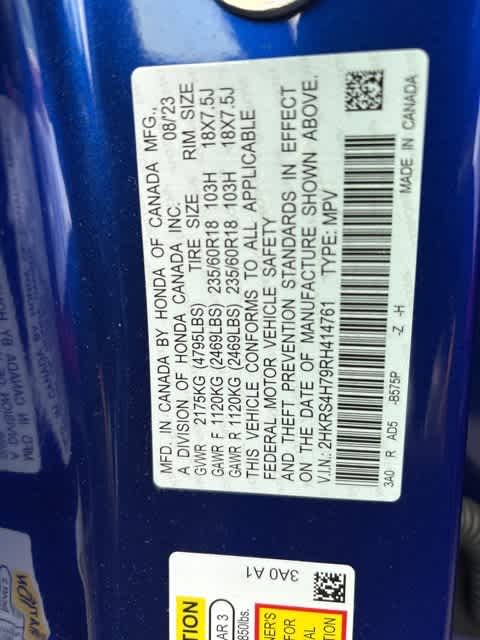 MFD. IN CANADA BY HONDA OF CANADA MFG.,
A DIVISION OF HONDA CANADA INC. 08/'23
GVWR 2175KG (4795LBS) TIRE SIZE RIM SIZE
GAWR F 1120KG (2469LBS) 235/60R18 103H 18X7.5J
GAWR R 1120KG (2469LBS) 235/60R18 103H 18X7.5J
THIS VEHICLE CONFORMS TO ALL APPLICABLE
FEDERAL MOTOR VEHICLE SAFETY
AND THEFT PREVENTION STANDARDS IN EFFECT
ON THE DATE OF MANUFACTURE SHOWN ABOVE.
V.I.N.: 2HKRS4H79RH414761 TYPE: MPV
3A0 R AD5 -B575P -Z -H
MADE IN CANADA
3A0 A1
AR 3
850lbs.